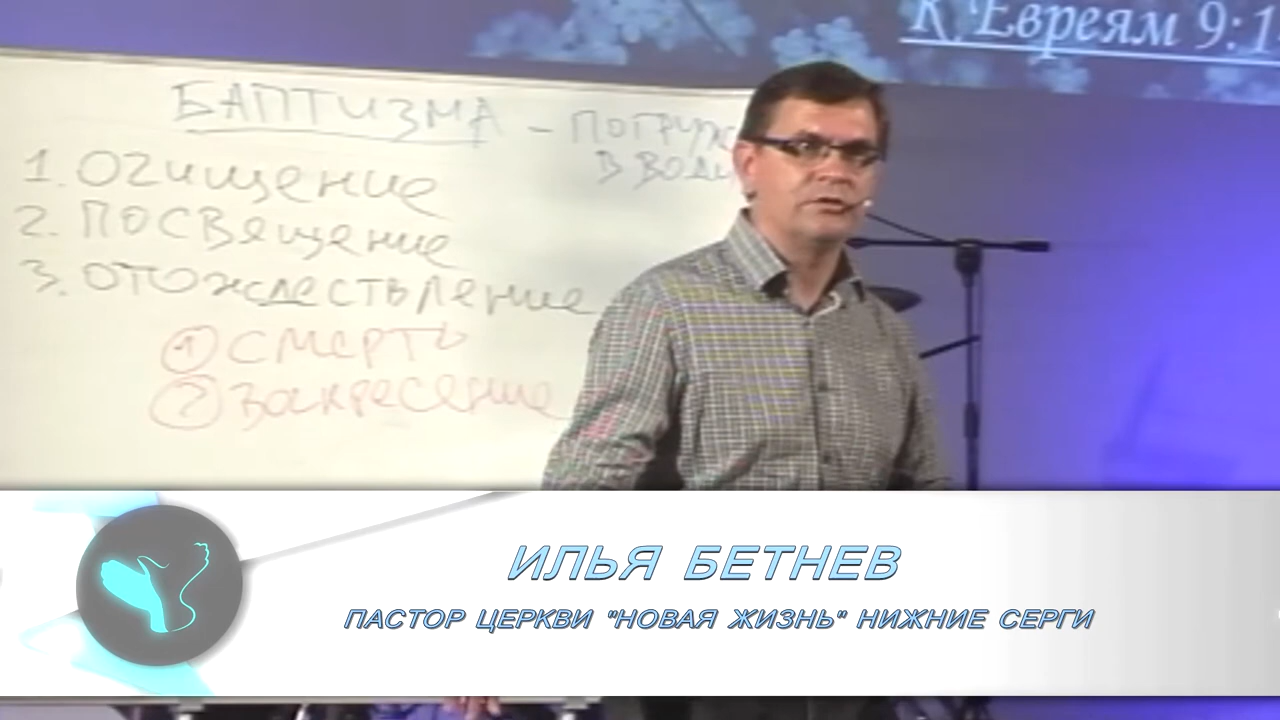 К Евреям 9:1
БАПТИЗМА – ПОГРУЖ
В ВОДУ
1. ОЧИЩЕНИЕ
2. ПОСВЯЩЕНИЕ
3. ОТОЖДЕСТВЛЕНИЕ
① СМЕРТЬ
② Воскресение
ИЛЬЯ БЕТНЕВ
ПАСТОР ЦЕРКВИ "НОВАЯ ЖИЗНЬ" НИЖНИЕ СЕРГИ